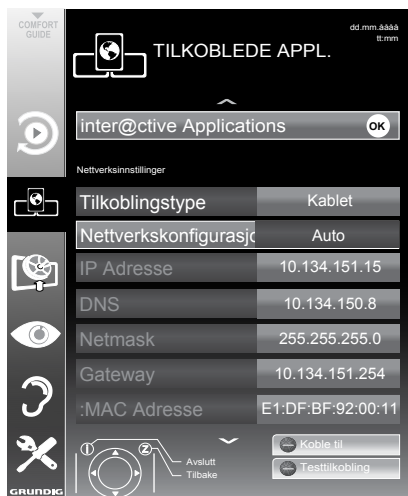 COMFORT
GUIDE
dd.mm.åååå
tt:mm
TILKOBLEDE APPL.
inter@ctive Applications OK
Nettverksinnstillinger
Tilkoblingstype Kablet
Nettverkskonfigurasjo Auto
IP Adresse 10.134.151.15
DNS 10.134.150.8
Netmask 255.255.255.0
Gateway 10.134.151.254
:MAC Adresse E1:DF:BF:92:00:11
Avslutt
Tilbake
Koble til
Testtilkobling
GRUNDIG